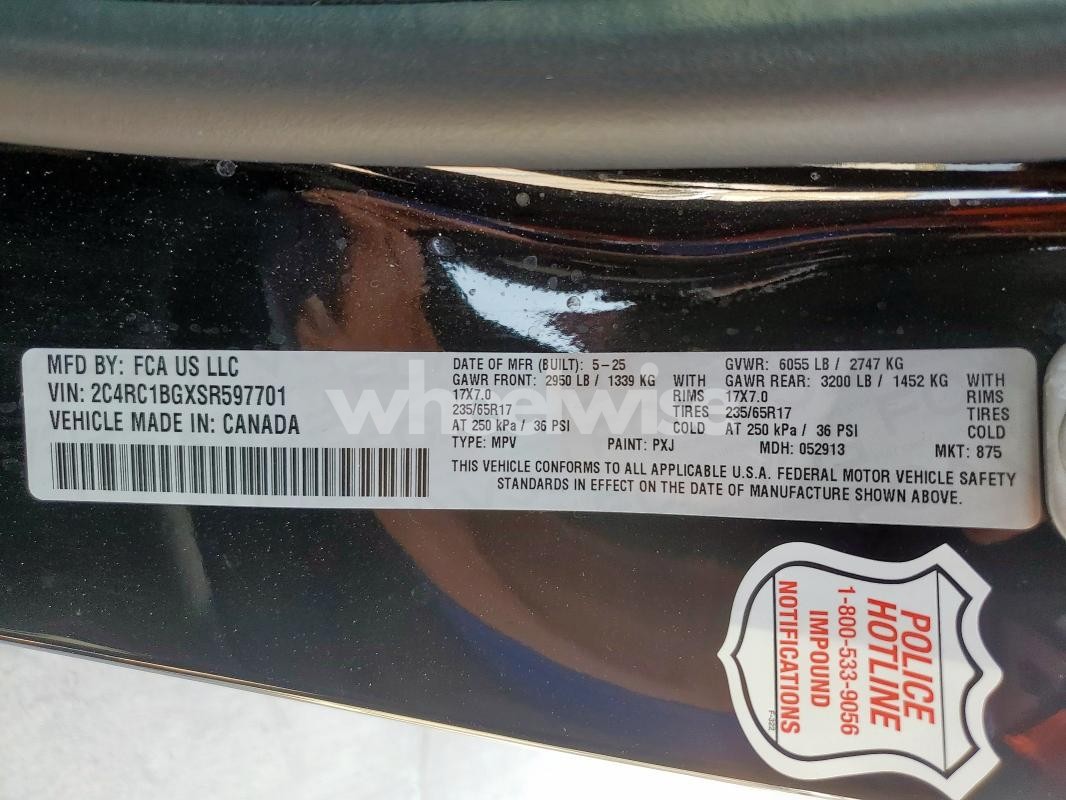 MFD BY: FCA US LLC
VIN: 2C4RC1BGXSR597701
VEHICLE MADE IN: CANADA
DATE OF MFR (BUILT): 5-25
GAWR FRONT: 2950 LB / 1339 KG WITH
17X7.0 RIMS
235/65R17 TIRES
AT 250 kPa / 36 PSI COLD
TYPE: MPV
GVWR: 6055 LB / 2747 KG
GAWR REAR: 3200 LB / 1452 KG WITH
17X7.0 RIMS
235/65R17 TIRES
AT 250 kPa / 36 PSI COLD
PAINT: PXJ MDH: 052913 MKT: 875
THIS VEHICLE CONFORMS TO ALL APPLICABLE U.S.A. FEDERAL MOTOR VEHICLE SAFETY
STANDARDS IN EFFECT ON THE DATE OF MANUFACTURE SHOWN ABOVE.
wheelwise
POLICE
HOTLINE
1-800-533-9056
IMPOUND
NOTIFICATIONS
F-322